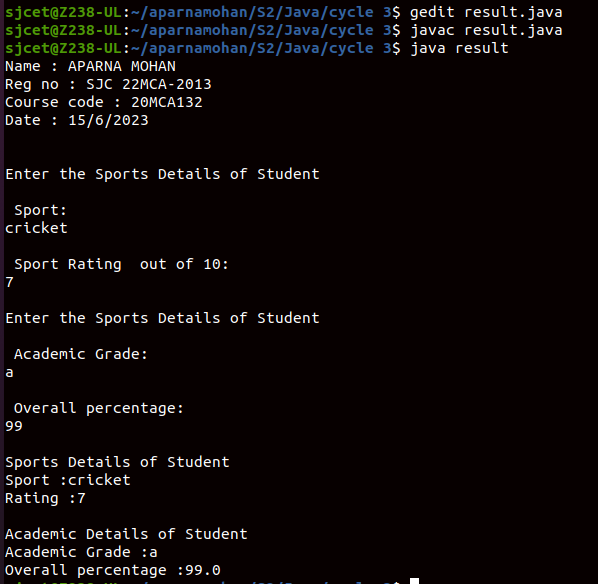 sjcet@Z238-UL:~/aparnamohan/S2/Java/cycle 3$ gedit result.java
sjcet@Z238-UL:~/aparnamohan/S2/Java/cycle 3$ javac result.java
sjcet@Z238-UL:~/aparnamohan/S2/Java/cycle 3$ java result
Name : APARNA MOHAN
Reg no : SJC 22MCA-2013
Course code : 20MCA132
Date : 15/6/2023
Enter the Sports Details of Student
Sport:
cricket
Sport Rating  out of 10:
7
Enter the Sports Details of Student
Academic Grade:
a
Overall percentage:
99
Sports Details of Student
Sport :cricket
Rating :7
Academic Details of Student
Academic Grade :a
Overall percentage :99.0